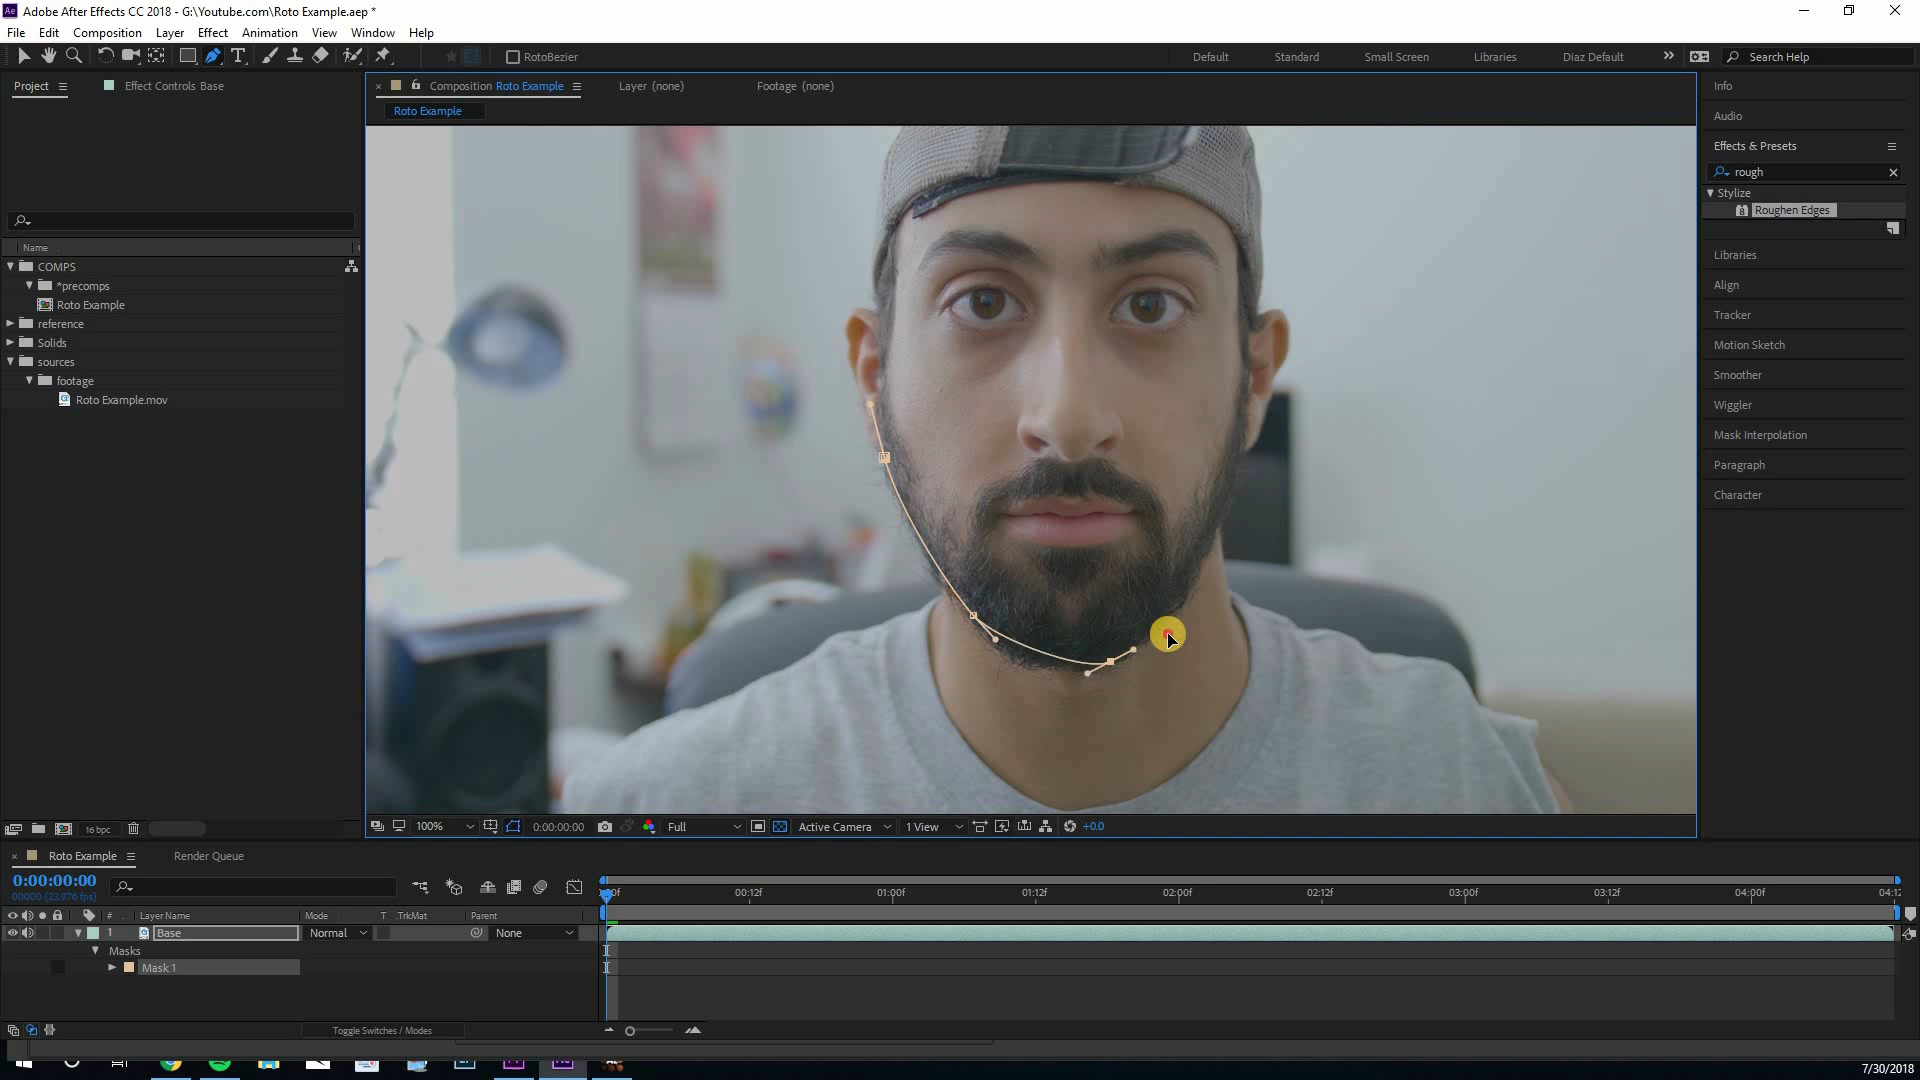 Adobe After Effects CC 2018 - G:\Youtube.com\Roto Example.aep *
File Edit Composition Layer Effect Animation View Window Help
RotoBezier
Default Standard Small Screen Libraries Diaz Default Search Help
Project Effect Controls Base
Composition Roto Example Layer (none) Footage (none)
Roto Example
Name
COMPS
*precomps
Roto Example
reference
Solids
sources
footage
Roto Example.mov
16 bpc
Info
Audio
Effects & Presets
rough
Stylize
Roughen Edges
Libraries
Align
Tracker
Motion Sketch
Smoother
Wiggler
Mask Interpolation
Paragraph
Character
100% 0:00:00:00 Full Active Camera 1 View +0.0
Roto Example Render Queue
0:00:00:00
00000 (23.976 fps)
00f 00:12f 01:00f 01:12f 02:00f 02:12f 03:00f 03:12f 04:00f 04:12
# Layer Name Mode T .TrkMat Parent
1 Base Normal None
Masks
Mask 1
Toggle Switches / Modes
7/30/2018